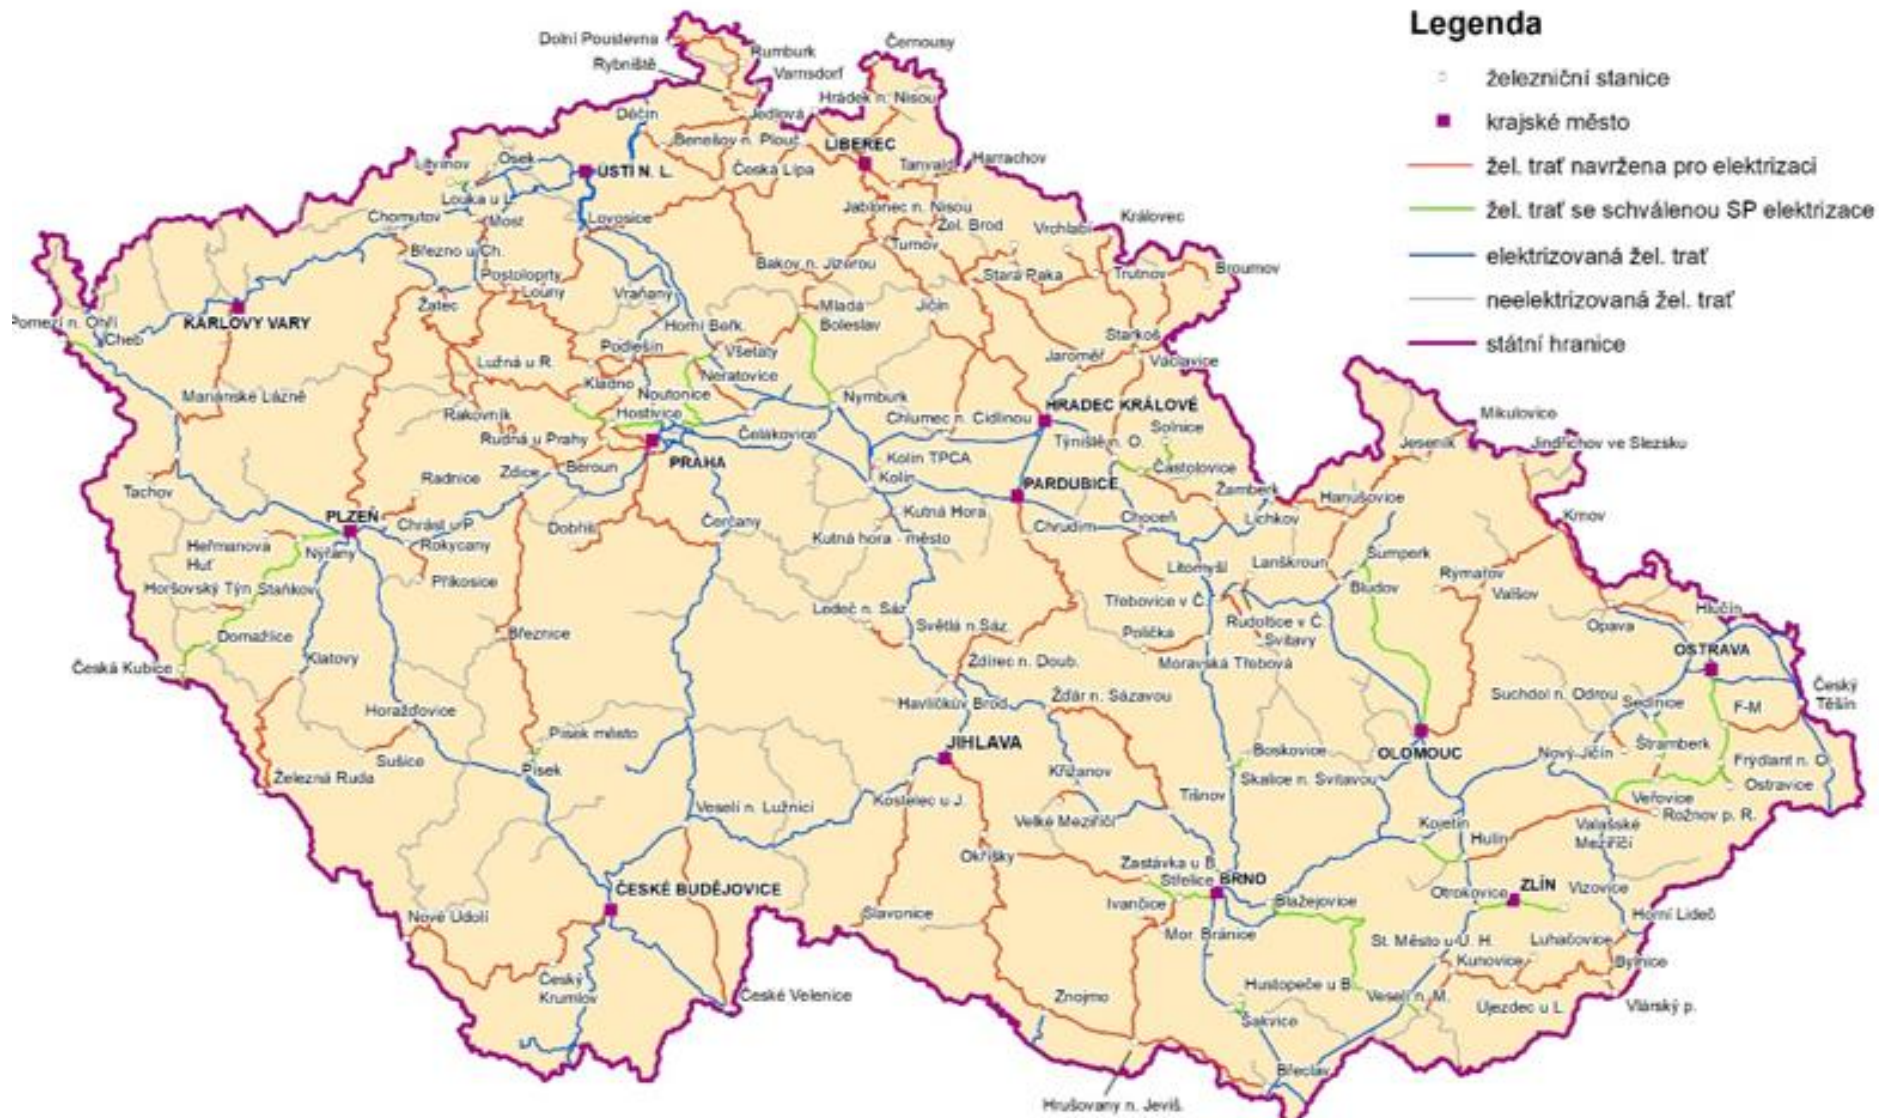 Legenda
železniční stanice
krajské město
žel. trať navržena pro elektrizaci
žel. trať se schválenou SP elektrizace
elektrizovaná žel. trať
neelektrizovaná žel. trať
státní hranice
Dolní Poustevna
Rumburk
Rybniště
Varnsdorf
Černousy
Děčín
Jedlová
Hrádek n. Nisou
Benešov n. Plouč.
LIBEREC
Litvínov
Osek
ÚSTÍ N. L.
Česká Lípa
Tanvald
Harrachov
Louka u L.
Chomutov
Most
Lovosice
Jablonec n. Nisou
Žel. Brod
Vrchlabí
Královec
Březno u Ch.
Turnov
Postoloprty
Bakov n. Jizerou
Stará Paka
Trutnov
Broumov
Louny
Žatec
Vraňany
Mladá
Boleslav
Jičín
KARLOVY VARY
Pomezí n. Ohří
Cheb
Horní Beřk.
Podlešín
Všetaty
Starkoč
Jaroměř
Václavice
Lužná u R.
Neratovice
Kladno
Noutonice
Mariánské Lázně
Rakovník
Hostivice
Nymburk
Chlumec n. Cidlinou
HRADEC KRÁLOVÉ
Solnice
Mikulovice
Rudná u Prahy
Čelákovice
Týniště n. O.
Jeseník
Jindřichov ve Slezsku
PRAHA
Kolín TPCA
Beroun
Zdice
Radnice
Kolín
Častolovice
Tachov
PARDUBICE
Žamberk
Hanušovice
PLZEŇ
Chrást u P.
Dobříš
Čerčany
Kutná Hora
Chrudim
Choceň
Lichkov
Krnov
Heřmanova
Huť
Nýřany
Rokycany
Kutná hora - město
Šumperk
Lanškroun
Příkosice
Horšovský Týn
Staňkov
Litomyšl
Bludov
Rýmařov
Valšov
Třebovice v Č.
Ledeč n. Sáz.
Světlá n. Sáz.
Rudoltice v Č.
Svitavy
Hlučín
Opava
Domažlice
Březnice
Polička
Moravská Třebová
OSTRAVA
Česká Kubice
Klatovy
Ždírec n. Doub.
Suchdol n. Odrou
Sedlnice
Český
Těšín
F-M
Horažďovice
Havlíčkův Brod
Žďár n. Sázavou
Písek město
JIHLAVA
Boskovice
OLOMOUC
Nový Jičín
Štramberk
Sušice
Železná Ruda
Písek
Křižanov
Skalice n. Svitavou
Frýdlant n. O.
Ostravice
Kostelec u J.
Veselí n. Lužnicí
Tišnov
Veřovice
Rožnov p. R.
Velké Meziříčí
Kojetín
Hulín
Valašské
Meziříčí
Okříšky
Zastávka u B.
Střelice
BRNO
ČESKÉ BUDĚJOVICE
Otrokovice
ZLÍN
Vizovice
Ivančice
Blažejovice
Nové Údolí
Slavonice
Horní Lideč
Mor. Bránice
St. Město u U. H.
Luhačovice
Kunovice
Bylnice
Český
Krumlov
Hustopeče u B.
České Velenice
Znojmo
Veselí n. M.
Újezdec u L.
Vlárský p.
Šakvice
Břeclav
Hrušovany n. Jeviš.